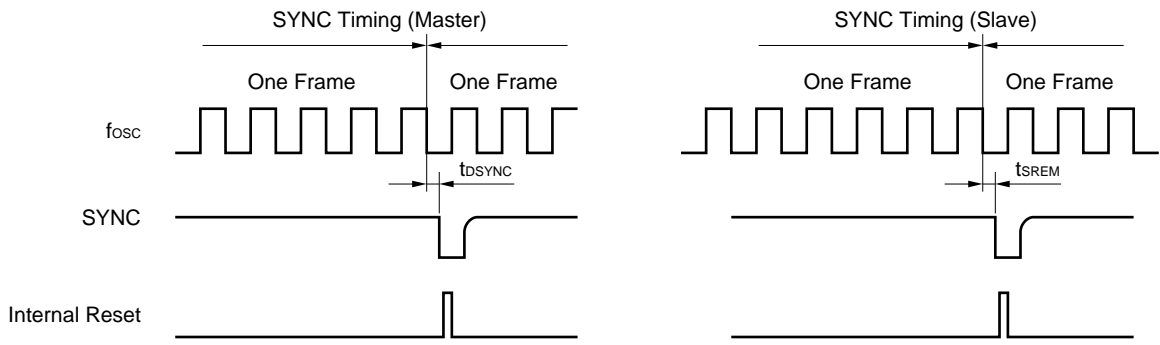 SYNC Timing (Master)
SYNC Timing (Slave)
One Frame
One Frame
One Frame
One Frame
fOSC
tDSYNC
tSREM
SYNC
Internal Reset